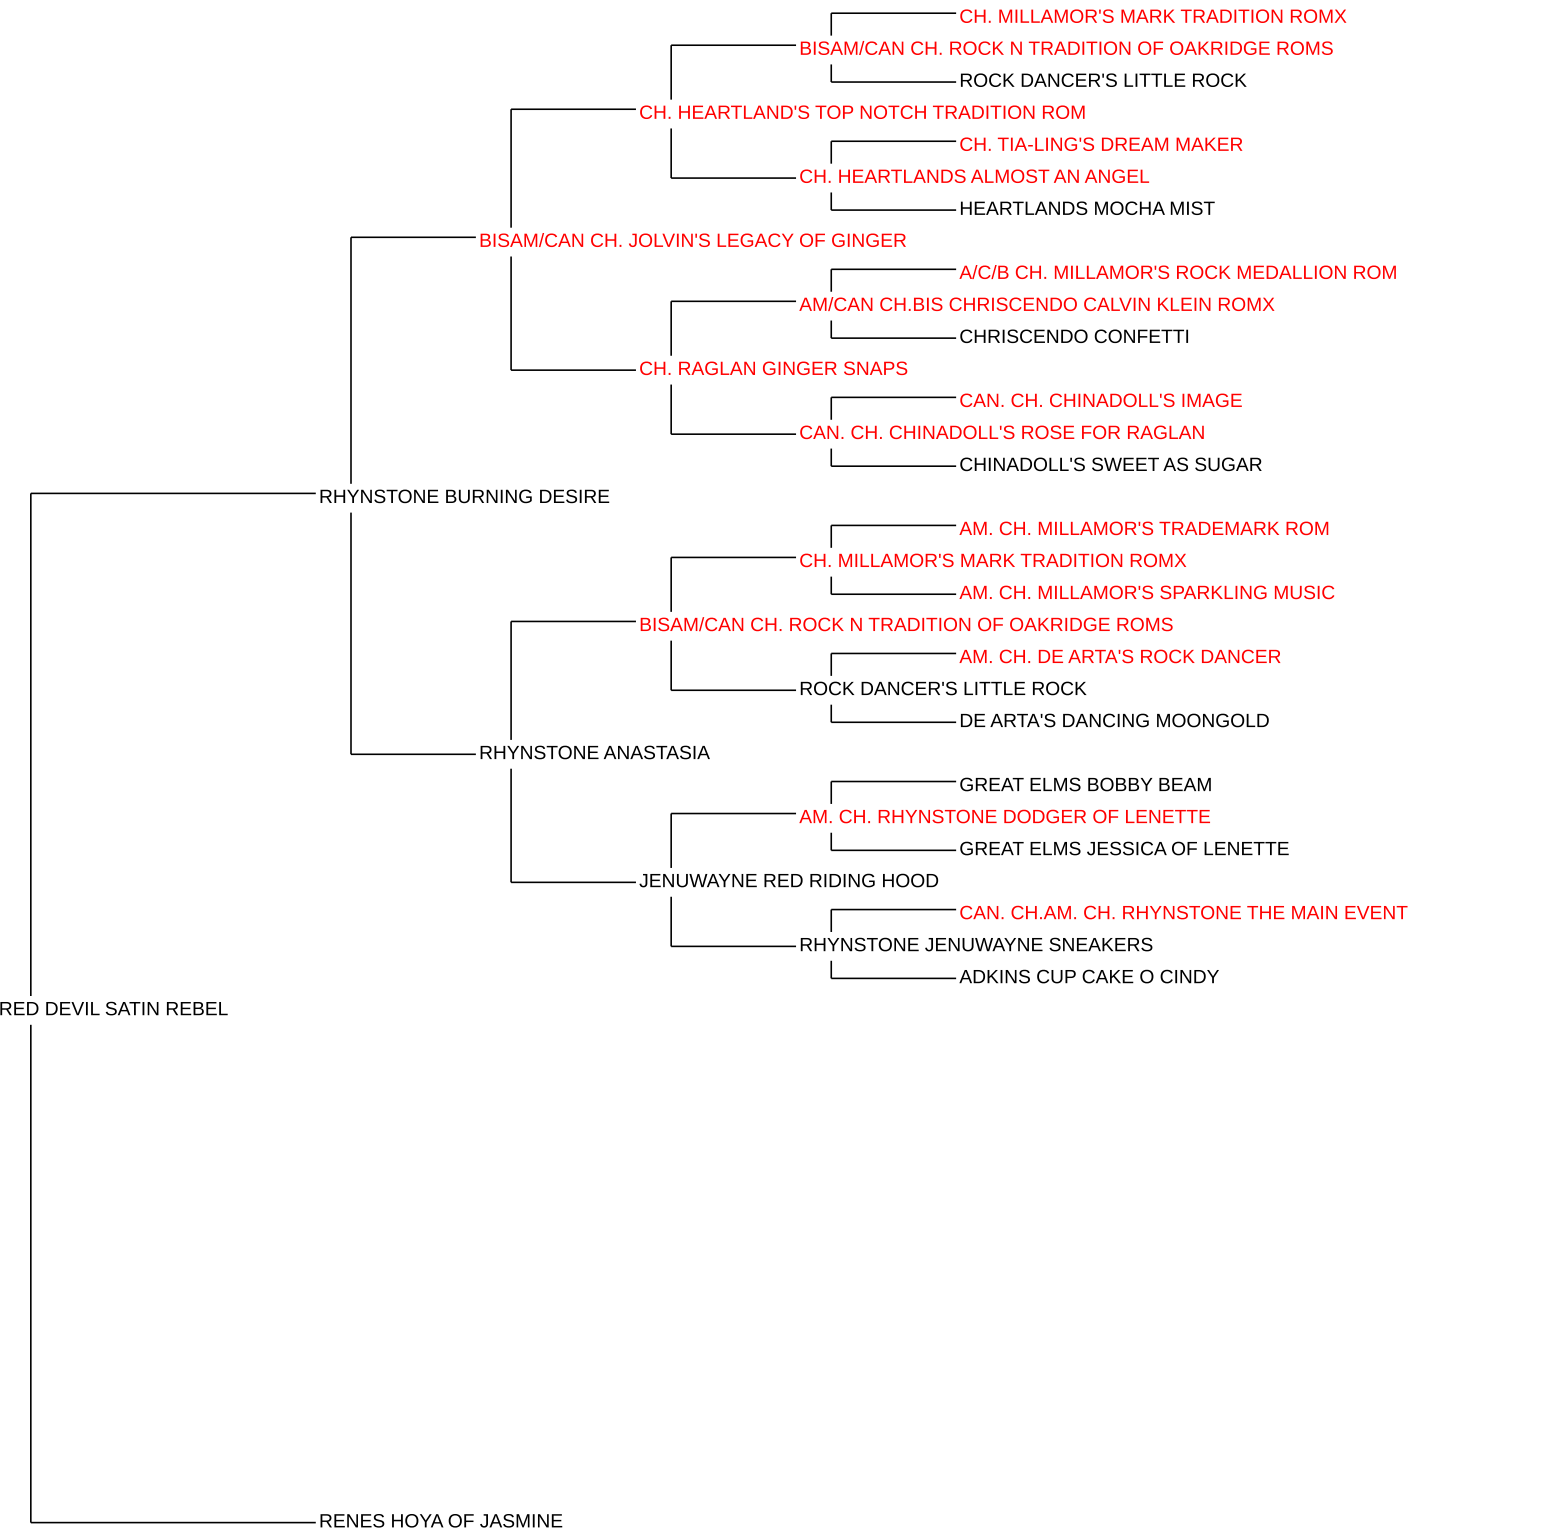 CH. MILLAMOR'S MARK TRADITION ROMX
BISAM/CAN CH. ROCK N TRADITION OF OAKRIDGE ROMS
ROCK DANCER'S LITTLE ROCK
CH. HEARTLAND'S TOP NOTCH TRADITION ROM
CH. TIA-LING'S DREAM MAKER
CH. HEARTLANDS ALMOST AN ANGEL
HEARTLANDS MOCHA MIST
BISAM/CAN CH. JOLVIN'S LEGACY OF GINGER
A/C/B CH. MILLAMOR'S ROCK MEDALLION ROM
AM/CAN CH.BIS CHRISCENDO CALVIN KLEIN ROMX
CHRISCENDO CONFETTI
CH. RAGLAN GINGER SNAPS
CAN. CH. CHINADOLL'S IMAGE
CAN. CH. CHINADOLL'S ROSE FOR RAGLAN
CHINADOLL'S SWEET AS SUGAR
RHYNSTONE BURNING DESIRE
AM. CH. MILLAMOR'S TRADEMARK ROM
CH. MILLAMOR'S MARK TRADITION ROMX
AM. CH. MILLAMOR'S SPARKLING MUSIC
BISAM/CAN CH. ROCK N TRADITION OF OAKRIDGE ROMS
AM. CH. DE ARTA'S ROCK DANCER
ROCK DANCER'S LITTLE ROCK
DE ARTA'S DANCING MOONGOLD
RHYNSTONE ANASTASIA
GREAT ELMS BOBBY BEAM
AM. CH. RHYNSTONE DODGER OF LENETTE
GREAT ELMS JESSICA OF LENETTE
JENUWAYNE RED RIDING HOOD
CAN. CH.AM. CH. RHYNSTONE THE MAIN EVENT
RHYNSTONE JENUWAYNE SNEAKERS
ADKINS CUP CAKE O CINDY
RED DEVIL SATIN REBEL
RENES HOYA OF JASMINE